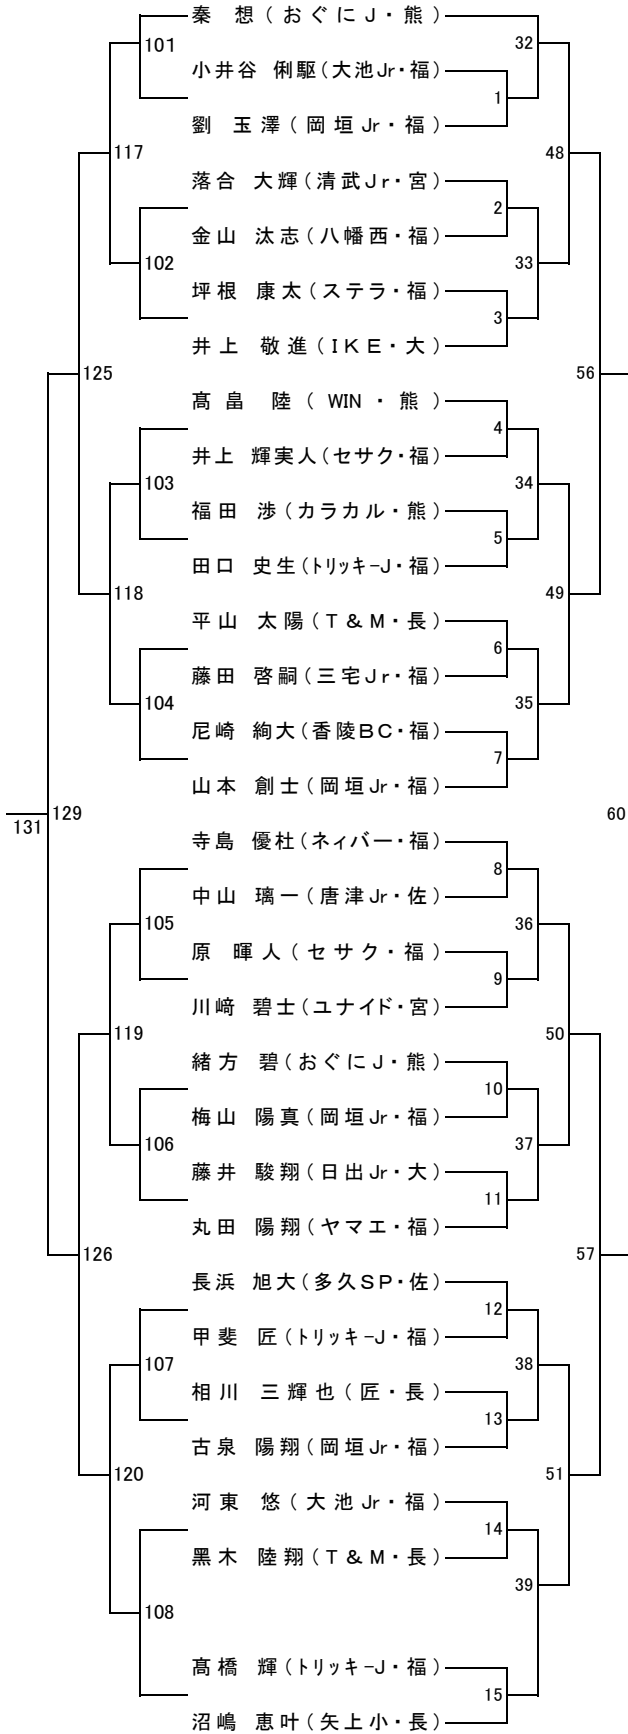 秦 想(おぐにJ・熊)
101
32
小井谷 俐駆(大池Jr・福)
1
劉 玉澤(岡垣Jr・福)
117
48
落合 大輝(清武Jr・宮)
2
金山 汰志(八幡西・福)
102
33
坪根 康太(ステラ・福)
3
井上 敬進(IKE・大)
125
56
髙畠 陸(WIN・熊)
4
井上 輝実人(セサク・福)
103
34
福田 渉(カラカル・熊)
5
田口 史生(トリッキーJ・福)
118
49
平山 太陽(T&M・長)
6
藤田 啓嗣(三宅Jr・福)
104
35
尼崎 絢大(香陵BC・福)
7
山本 創士(岡垣Jr・福)
131
129
60
寺島 優杜(ネィバー・福)
8
中山 璃一(唐津Jr・佐)
105
36
原 暉人(セサク・福)
9
川﨑 碧士(ユナイド・宮)
119
50
緒方 碧(おぐにJ・熊)
10
梅山 陽真(岡垣Jr・福)
106
37
藤井 駿翔(日出Jr・大)
11
丸田 陽翔(ヤマエ・福)
126
57
長浜 旭大(多久SP・佐)
12
甲斐 匠(トリッキーJ・福)
107
38
相川 三輝也(匠・長)
13
古泉 陽翔(岡垣Jr・福)
120
51
河東 悠(大池Jr・福)
14
黒木 陸翔(T&M・長)
39
108
髙橋 輝(トリッキーJ・福)
15
沼嶋 恵叶(矢上小・長)